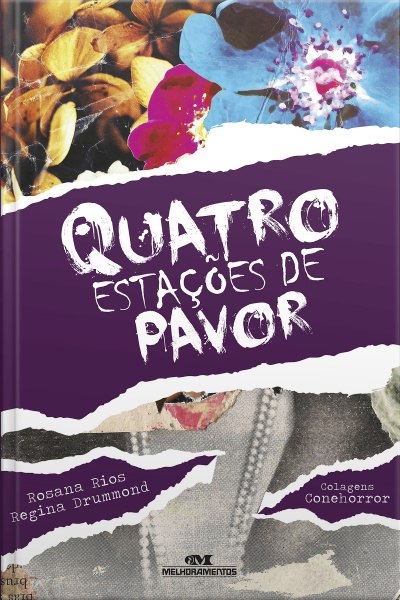 QUATRO
ESTAÇÕES DE
PAVOR
Rosana Rios
Regina Drummond
Colagens
Conehorror
MELHORAMENTOS